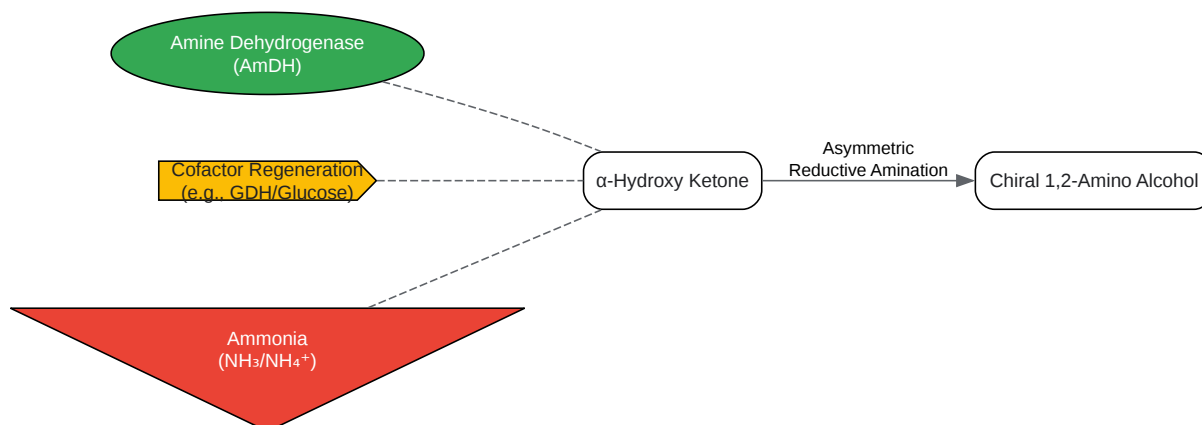 Amine Dehydrogenase
(AmDH)
Cofactor Regeneration
(e.g., GDH/Glucose)
Ammonia
(NH₃/NH₄⁺)
α-Hydroxy Ketone
Asymmetric
Reductive Amination
Chiral 1,2-Amino Alcohol